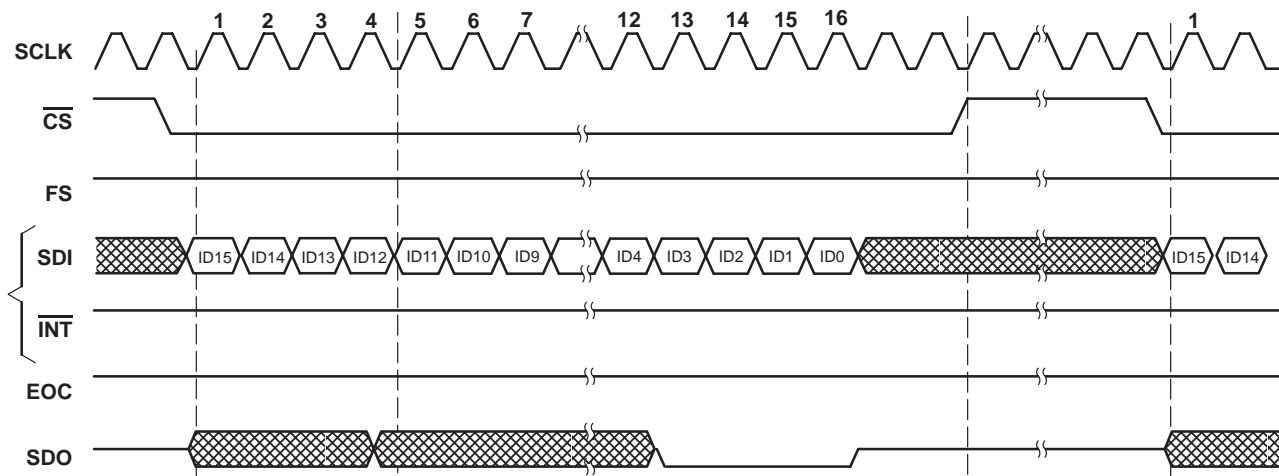 1 2 3 4 5 6 7 12 13 14 15 16 1
SCLK
CS
FS
SDI ID15 ID14 ID13 ID12 ID11 ID10 ID9 ID4 ID3 ID2 ID1 ID0 ID15 ID14
INT
EOC
SDO